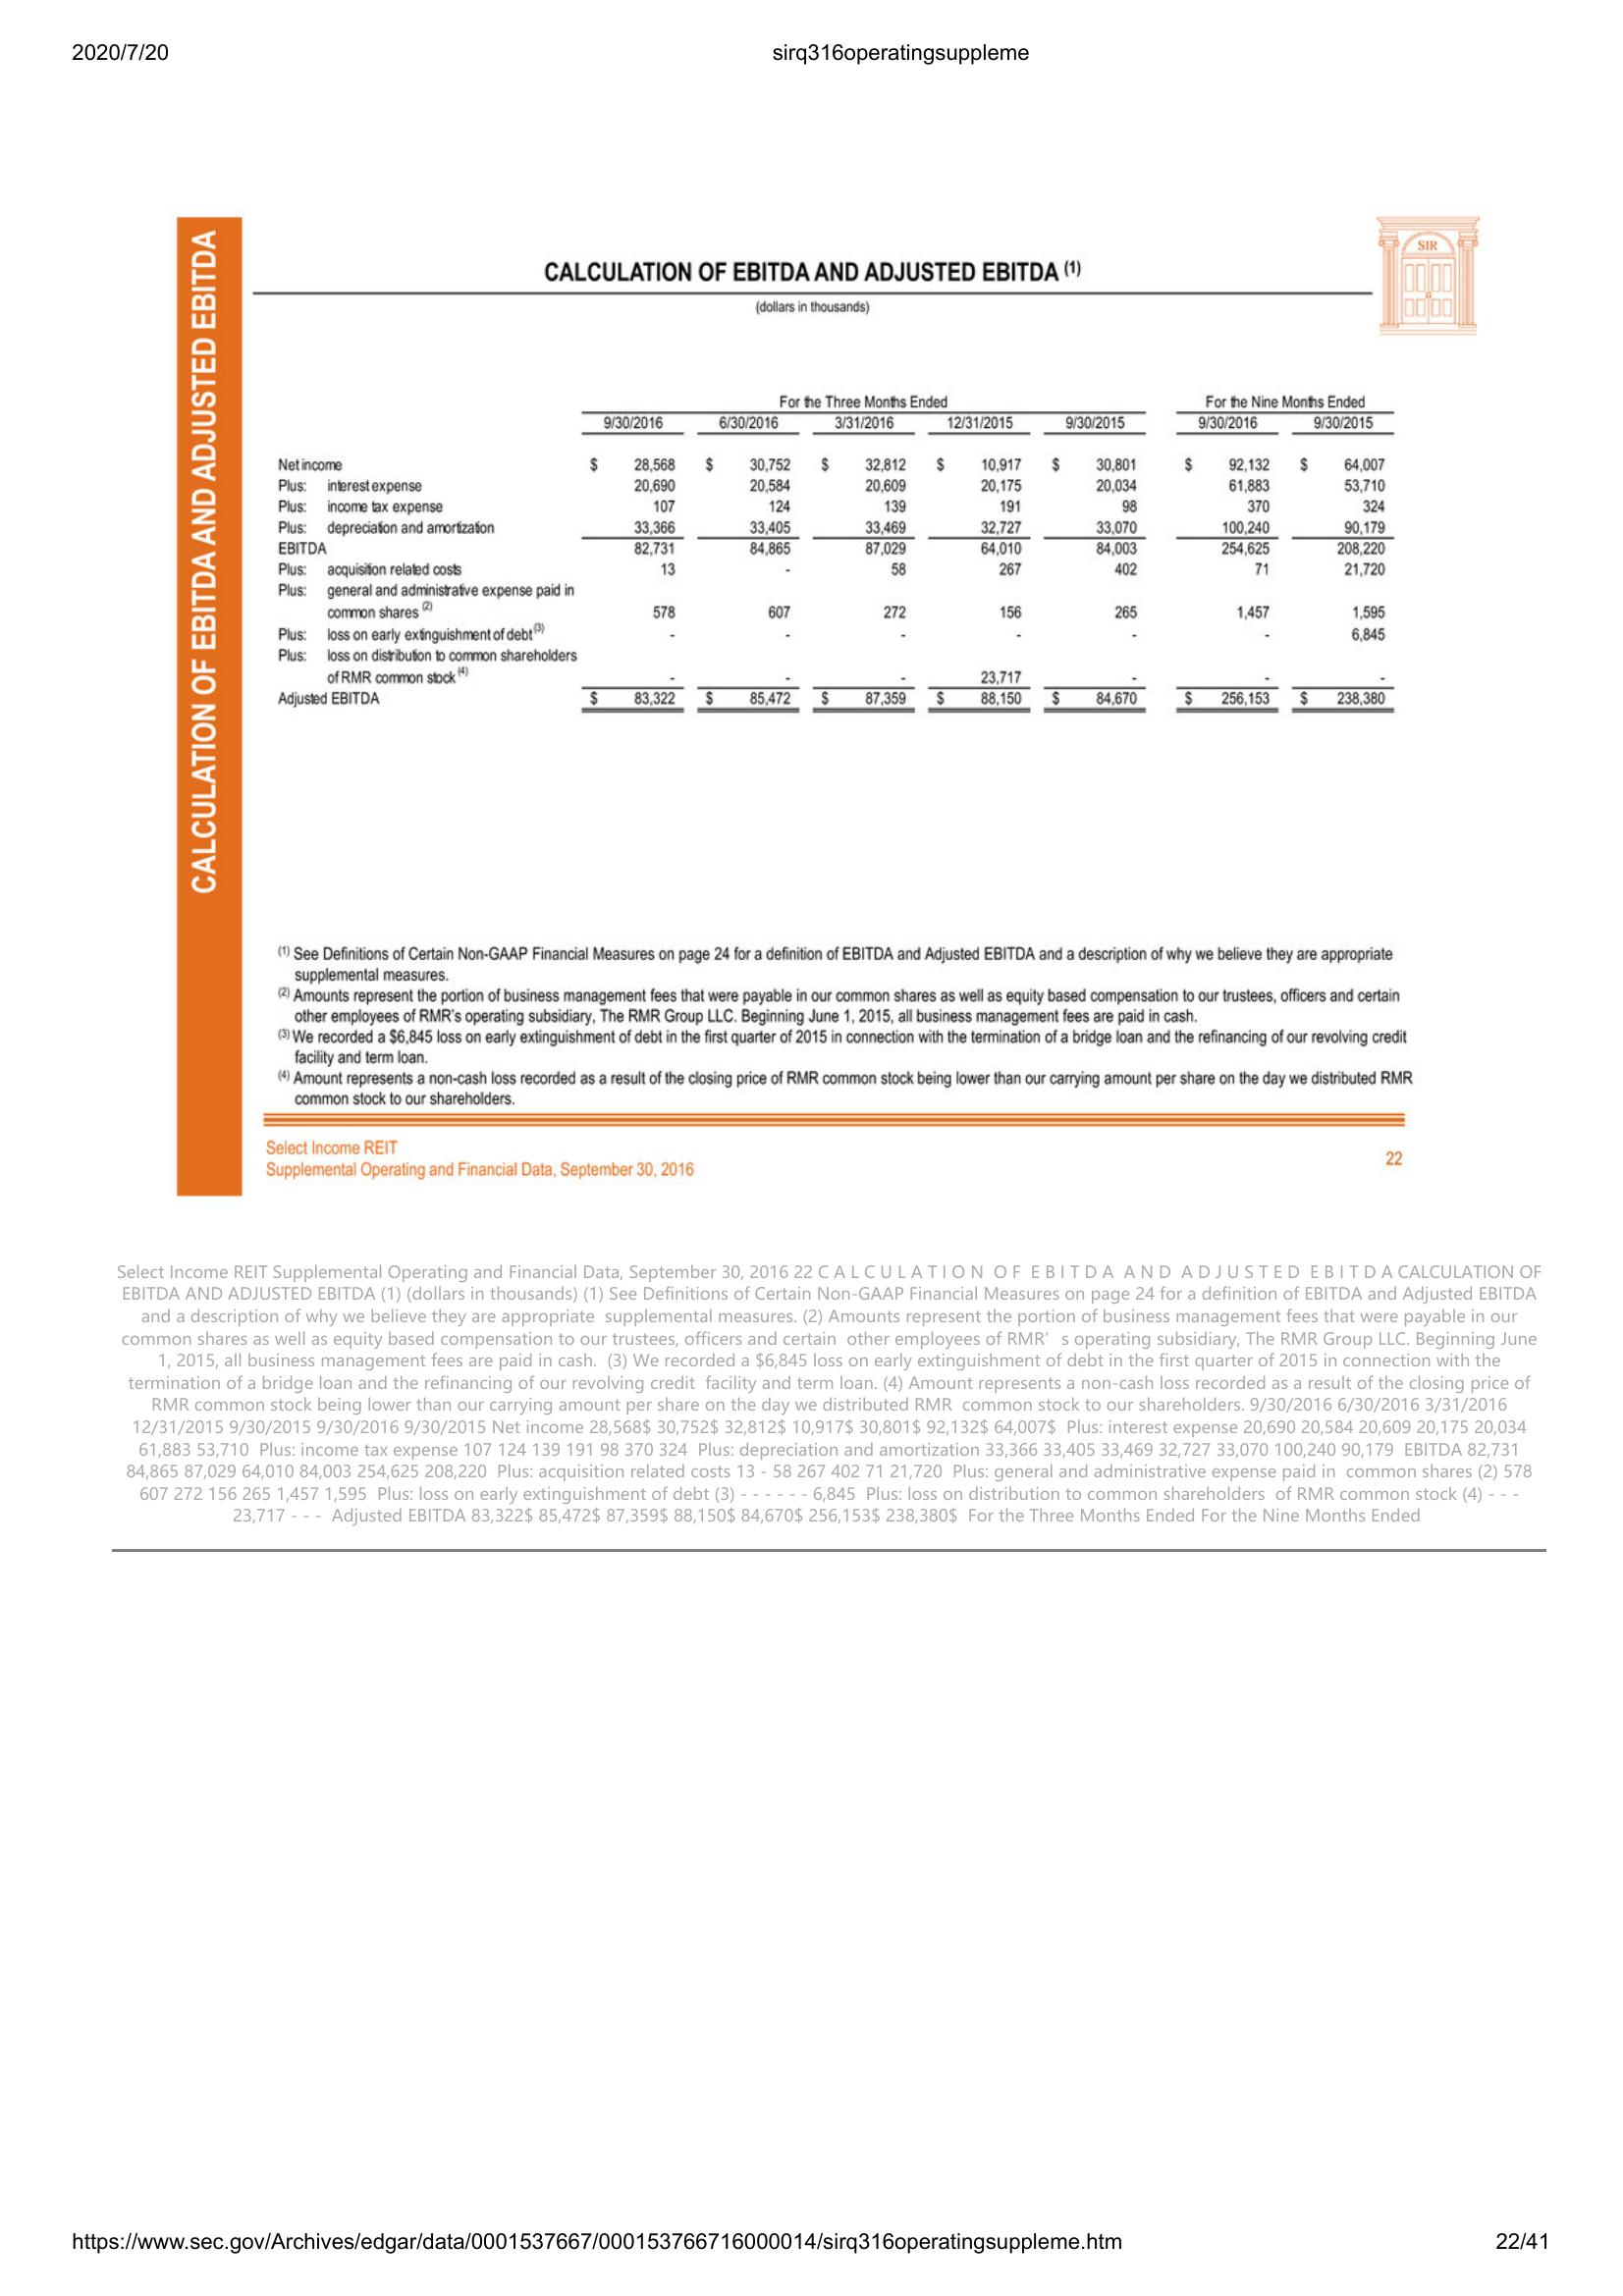 2020/7/20 sirq316operatingsuppleme
CALCULATION OF EBITDA AND ADJUSTED EBITDA
SIR
CALCULATION OF EBITDA AND ADJUSTED EBITDA (1)
(dollars in thousands)
For the Three Months Ended For the Nine Months Ended
9/30/2016 6/30/2016 3/31/2016 12/31/2015 9/30/2015 9/30/2016 9/30/2015
Net income $ 28,568 $ 30,752 $ 32,812 $ 10,917 $ 30,801 $ 92,132 $ 64,007
Plus: interest expense 20,690 20,584 20,609 20,175 20,034 61,883 53,710
Plus: income tax expense 107 124 139 191 98 370 324
Plus: depreciation and amortization 33,366 33,405 33,469 32,727 33,070 100,240 90,179
EBITDA 82,731 84,865 87,029 64,010 84,003 254,625 208,220
Plus: acquisition related costs 13 - 58 267 402 71 21,720
Plus: general and administrative expense paid in
common shares (2) 578 607 272 156 265 1,457 1,595
Plus: loss on early extinguishment of debt (3) - - - - - - 6,845
Plus: loss on distribution to common shareholders
of RMR common stock (4) - - - 23,717 - - -
Adjusted EBITDA $ 83,322 $ 85,472 $ 87,359 $ 88,150 $ 84,670 $ 256,153 $ 238,380
(1) See Definitions of Certain Non-GAAP Financial Measures on page 24 for a definition of EBITDA and Adjusted EBITDA and a description of why we believe they are appropriate
supplemental measures.
(2) Amounts represent the portion of business management fees that were payable in our common shares as well as equity based compensation to our trustees, officers and certain
other employees of RMR's operating subsidiary, The RMR Group LLC. Beginning June 1, 2015, all business management fees are paid in cash.
(3) We recorded a $6,845 loss on early extinguishment of debt in the first quarter of 2015 in connection with the termination of a bridge loan and the refinancing of our revolving credit
facility and term loan.
(4) Amount represents a non-cash loss recorded as a result of the closing price of RMR common stock being lower than our carrying amount per share on the day we distributed RMR
common stock to our shareholders.
Select Income REIT
Supplemental Operating and Financial Data, September 30, 2016 22
Select Income REIT Supplemental Operating and Financial Data, September 30, 2016 22 C A L C U L A T I O N O F E B I T D A A N D A D J U S T E D E B I T D A CALCULATION OF
EBITDA AND ADJUSTED EBITDA (1) (dollars in thousands) (1) See Definitions of Certain Non-GAAP Financial Measures on page 24 for a definition of EBITDA and Adjusted EBITDA
and a description of why we believe they are appropriate supplemental measures. (2) Amounts represent the portion of business management fees that were payable in our
common shares as well as equity based compensation to our trustees, officers and certain other employees of RMR's operating subsidiary, The RMR Group LLC. Beginning June
1, 2015, all business management fees are paid in cash. (3) We recorded a $6,845 loss on early extinguishment of debt in the first quarter of 2015 in connection with the
termination of a bridge loan and the refinancing of our revolving credit facility and term loan. (4) Amount represents a non-cash loss recorded as a result of the closing price of
RMR common stock being lower than our carrying amount per share on the day we distributed RMR common stock to our shareholders. 9/30/2016 6/30/2016 3/31/2016
12/31/2015 9/30/2015 9/30/2016 9/30/2015 Net income 28,568$ 30,752$ 32,812$ 10,917$ 30,801$ 92,132$ 64,007$ Plus: interest expense 20,690 20,584 20,609 20,175 20,034
61,883 53,710 Plus: income tax expense 107 124 139 191 98 370 324 Plus: depreciation and amortization 33,366 33,405 33,469 32,727 33,070 100,240 90,179 EBITDA 82,731
84,865 87,029 64,010 84,003 254,625 208,220 Plus: acquisition related costs 13 - 58 267 402 71 21,720 Plus: general and administrative expense paid in common shares (2) 578
607 272 156 265 1,457 1,595 Plus: loss on early extinguishment of debt (3) - - - - - - 6,845 Plus: loss on distribution to common shareholders of RMR common stock (4) - - -
23,717 - - - Adjusted EBITDA 83,322$ 85,472$ 87,359$ 88,150$ 84,670$ 256,153$ 238,380$ For the Three Months Ended For the Nine Months Ended
https://www.sec.gov/Archives/edgar/data/0001537667/000153766716000014/sirq316operatingsuppleme.htm 22/41